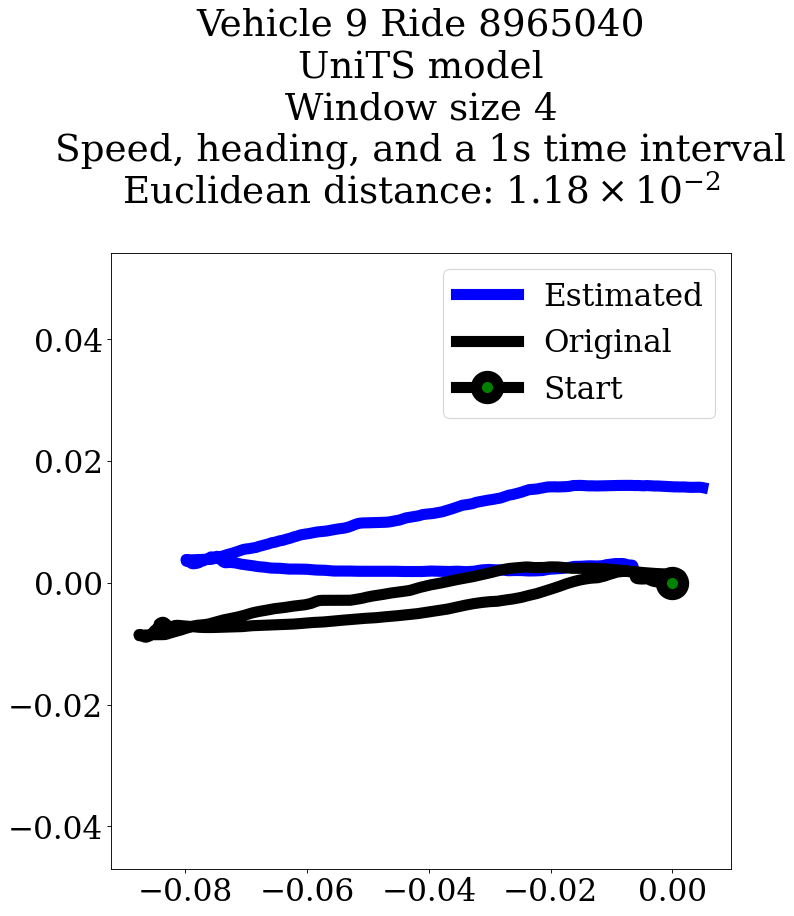 Vehicle 9 Ride 8965040
UniTS model
Window size 4
Speed, heading, and a 1s time interval
Euclidean distance: 1.18 × 10⁻²
Estimated
Original
Start
0.04
0.02
0.00
−0.02
−0.04
−0.08 −0.06 −0.04 −0.02 0.00